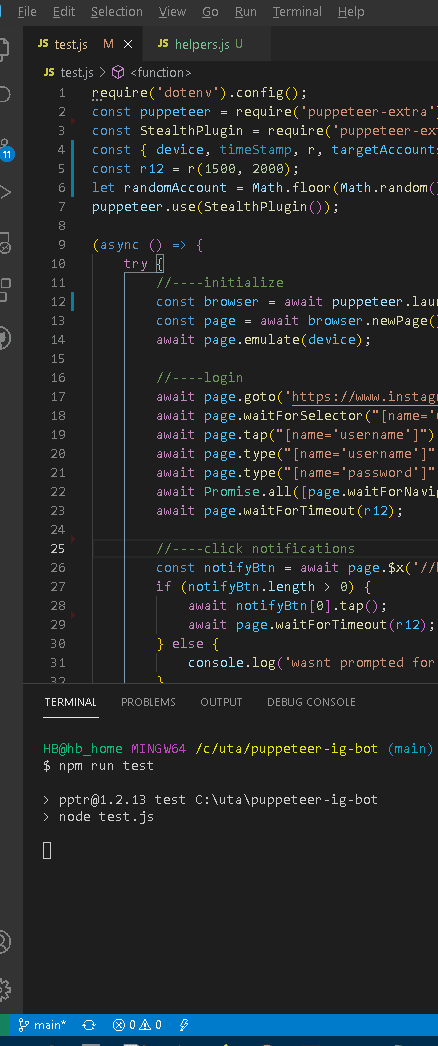 File Edit Selection View Go Run Terminal Help
JS test.js M JS helpers.js U
JS test.js > <function>
1 require('dotenv').config();
2 const puppeteer = require('puppeteer-extra'
3 const StealthPlugin = require('puppeteer-ext
4 const { device, timeStamp, r, targetAccounts
5 const r12 = r(1500, 2000);
6 let randomAccount = Math.floor(Math.random()
7 puppeteer.use(StealthPlugin());
8
9 (async () => {
10 try {
11 //----initialize
12 const browser = await puppeteer.lau
13 const page = await browser.newPage()
14 await page.emulate(device);
15
16 //----login
17 await page.goto('https://www.instag
18 await page.waitForSelector("[name='
19 await page.tap("[name='username']")
20 await page.type("[name='username']"
21 await page.type("[name='password']"
22 await Promise.all([page.waitForNavi
23 await page.waitForTimeout(r12);
24
25 //----click notifications
26 const notifyBtn = await page.$x('//
27 if (notifyBtn.length > 0) {
28 await notifyBtn[0].tap();
29 await page.waitForTimeout(r12);
30 } else {
31 console.log('wasnt prompted for
32 }
11
TERMINAL PROBLEMS OUTPUT DEBUG CONSOLE
HB@hb_home MINGW64 /c/uta/puppeteer-ig-bot (main)
$ npm run test
> pptr@1.2.13 test C:\uta\puppeteer-ig-bot
> node test.js
main* 0 0